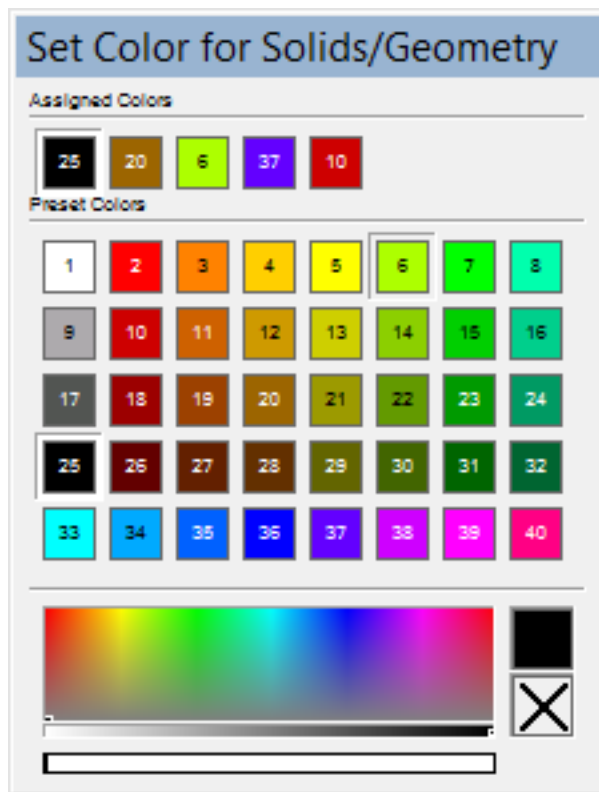 Set Color for Solids/Geometry
Assigned Colors
25 20 6 37 10
Preset Colors
1 2 3 4 5 6 7 8
9 10 11 12 13 14 15 16
17 18 19 20 21 22 23 24
25 26 27 28 29 30 31 32
33 34 35 36 37 38 39 40